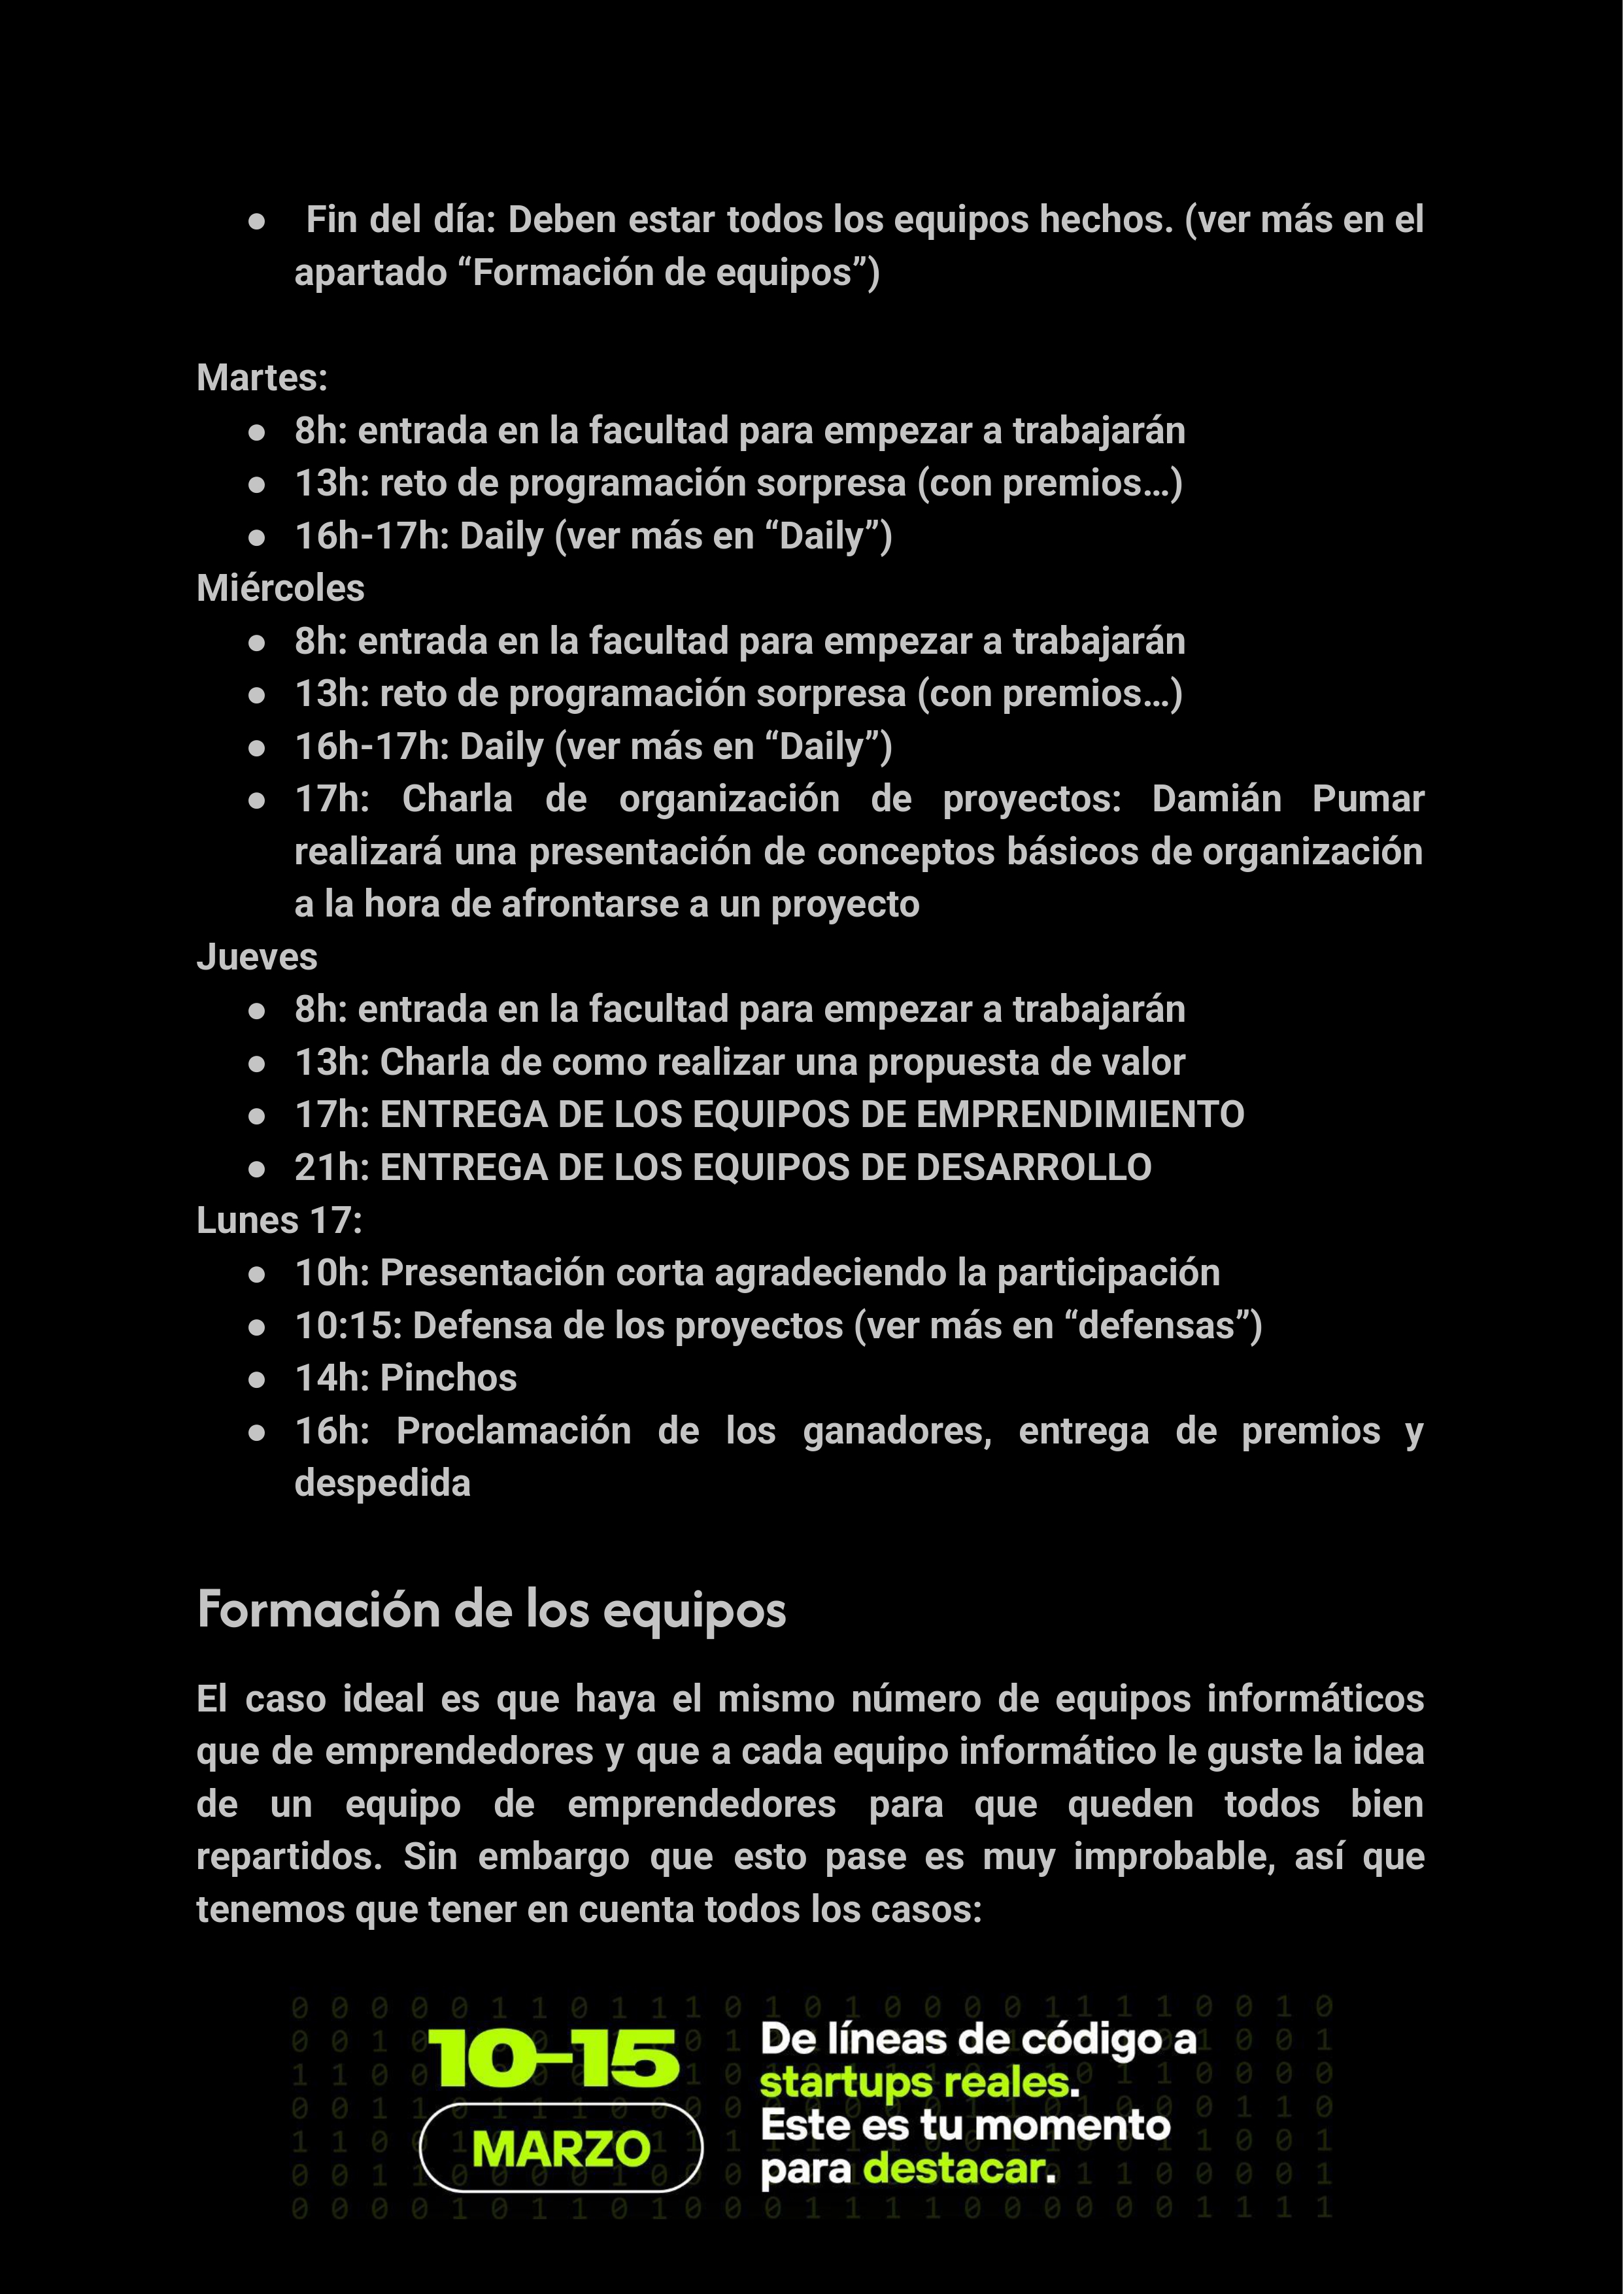 ● Fin del día: Deben estar todos los equipos hechos. (ver más en el
apartado “Formación de equipos”)
Martes:
● 8h: entrada en la facultad para empezar a trabajarán
● 13h: reto de programación sorpresa (con premios...)
● 16h-17h: Daily (ver más en “Daily”)
Miércoles
● 8h: entrada en la facultad para empezar a trabajarán
● 13h: reto de programación sorpresa (con premios...)
● 16h-17h: Daily (ver más en “Daily”)
● 17h: Charla de organización de proyectos: Damián Pumar
realizará una presentación de conceptos básicos de organización
a la hora de afrontarse a un proyecto
Jueves
● 8h: entrada en la facultad para empezar a trabajarán
● 13h: Charla de como realizar una propuesta de valor
● 17h: ENTREGA DE LOS EQUIPOS DE EMPRENDIMIENTO
● 21h: ENTREGA DE LOS EQUIPOS DE DESARROLLO
Lunes 17:
● 10h: Presentación corta agradeciendo la participación
● 10:15: Defensa de los proyectos (ver más en “defensas”)
● 14h: Pinchos
● 16h: Proclamación de los ganadores, entrega de premios y
despedida
Formación de los equipos
El caso ideal es que haya el mismo número de equipos informáticos
que de emprendedores y que a cada equipo informático le guste la idea
de un equipo de emprendedores para que queden todos bien
repartidos. Sin embargo que esto pase es muy improbable, así que
tenemos que tener en cuenta todos los casos:
10-15
MARZO
De líneas de código a
startups reales.
Este es tu momento
para destacar.